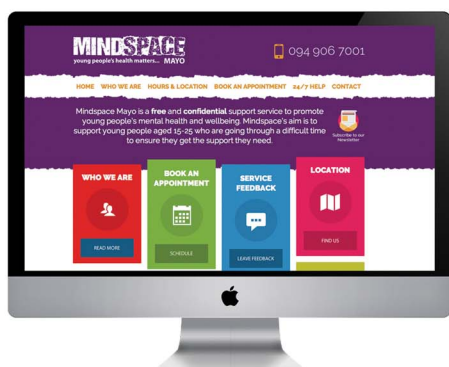 MINDSPACE
young people's health matters... MAYO
094 906 7001
HOME WHO WE ARE HOURS & LOCATION BOOK AN APPOINTMENT 24/7 HELP CONTACT
Mindspace Mayo is a free and confidential support service to promote
young people's mental health and wellbeing. Mindspace's aim is to
support young people aged 15-25 who are going through a difficult time
to ensure they get the support they need.
Subscribe to our
Newsletter
WHO WE ARE
READ MORE
BOOK AN
APPOINTMENT
SCHEDULE
SERVICE
FEEDBACK
LEAVE FEEDBACK
LOCATION
FIND US